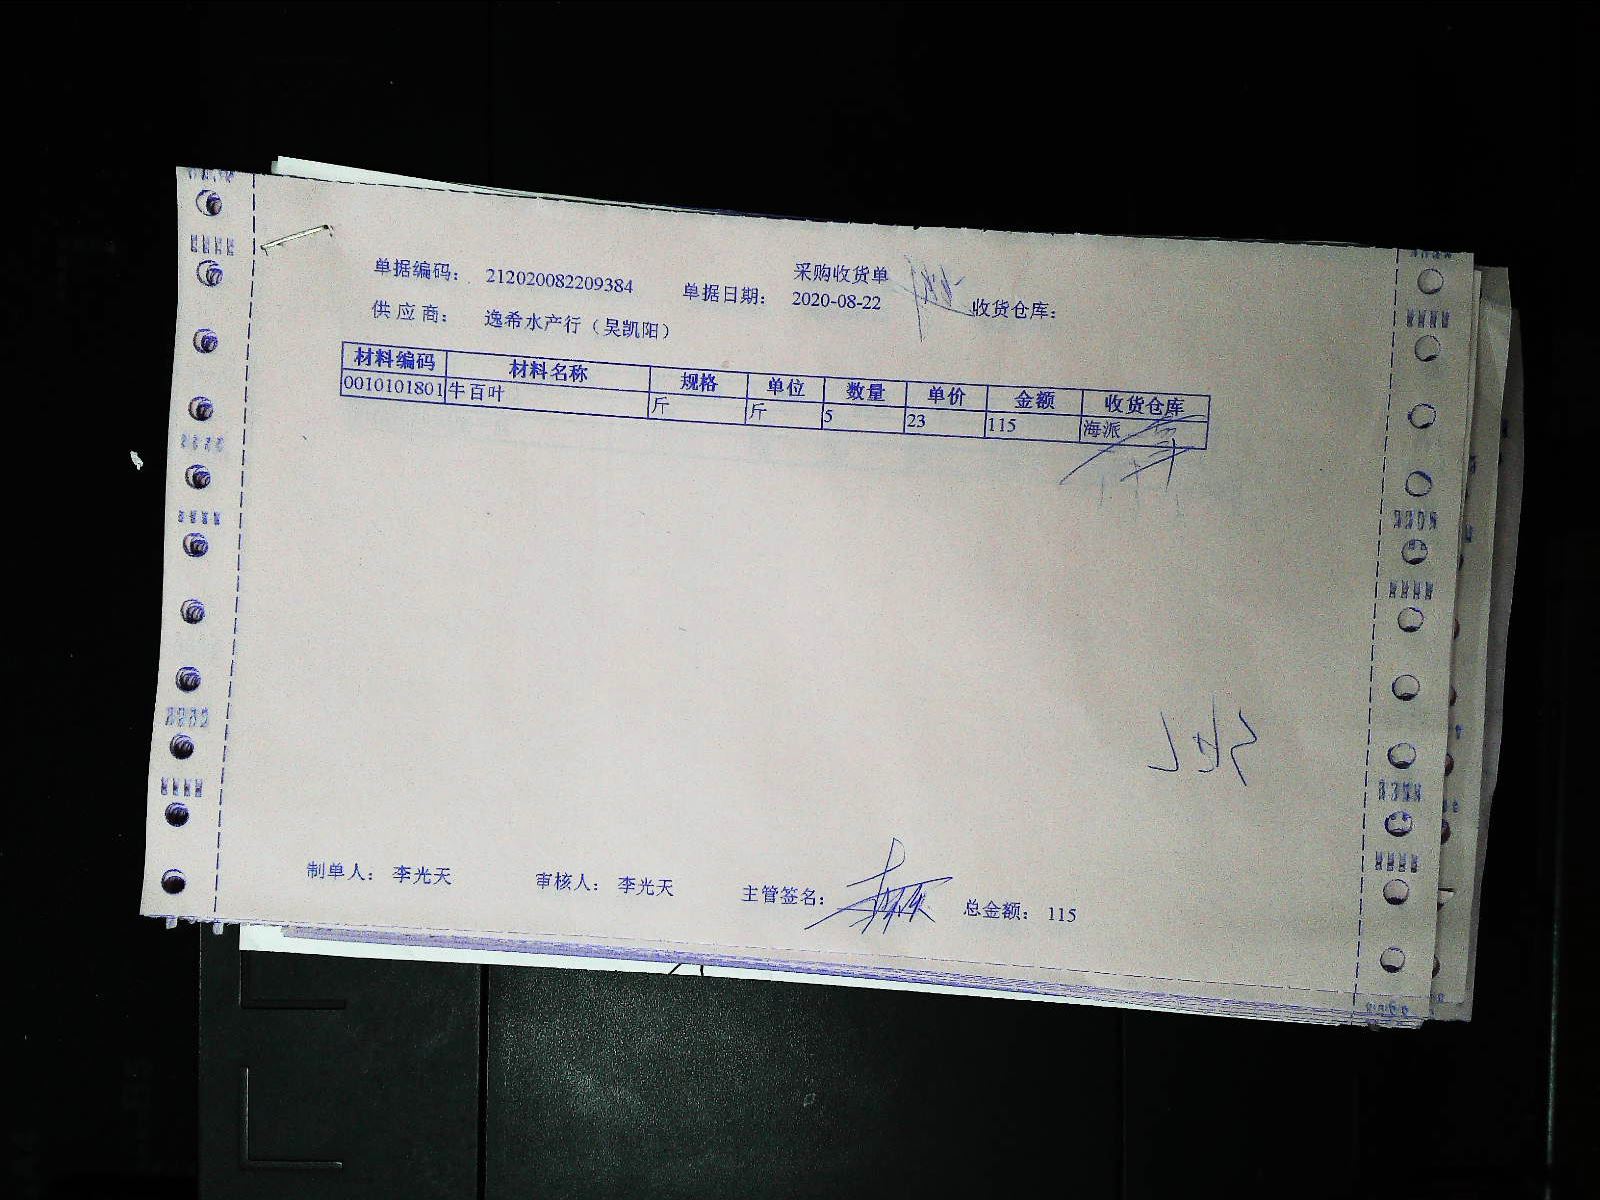 采购收货单
单据编码： 212020082209384 单据日期： 2020-08-22 收货仓库：
供应商： 逸希水产行（吴凯阳）
材料编码 材料名称 规格 单位 数量 单价 金额 收货仓库
0010101801 牛百叶 斤 斤 5 23 115 海派
制单人： 李光天 审核人： 李光天 主管签名： 总金额： 115